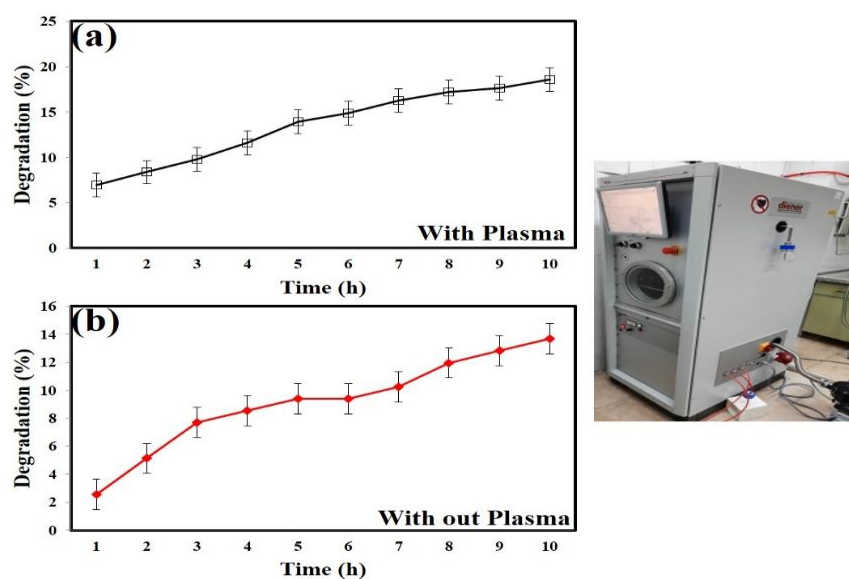 (a)
25
20
15
10
5
0
Degradation (%)
With Plasma
1 2 3 4 5 6 7 8 9 10
Time (h)
(b)
16
14
12
10
8
6
4
2
0
Degradation (%)
With out Plasma
1 2 3 4 5 6 7 8 9 10
Time (h)
diener